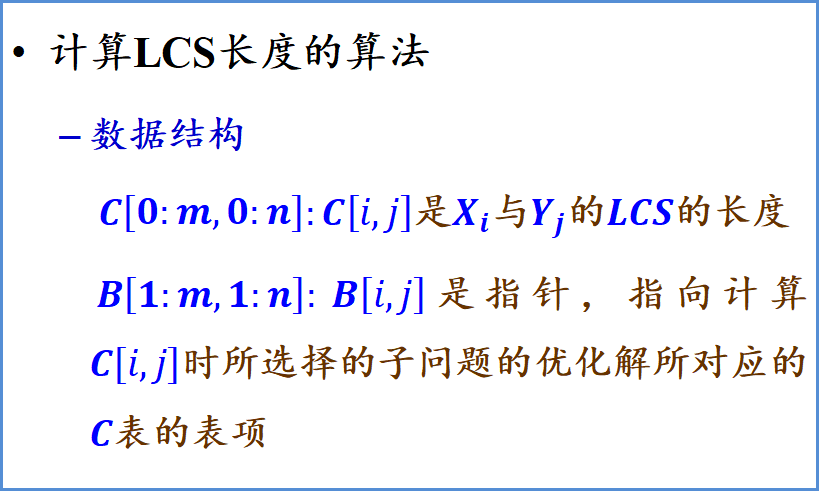 • 计算LCS长度的算法
– 数据结构
C[0:m,0:n]:C[i,j]是Xᵢ与Yⱼ的LCS的长度
B[1:m,1:n]: B[i,j] 是指针，指向计算
C[i,j]时所选择的子问题的优化解所对应的
C表的表项